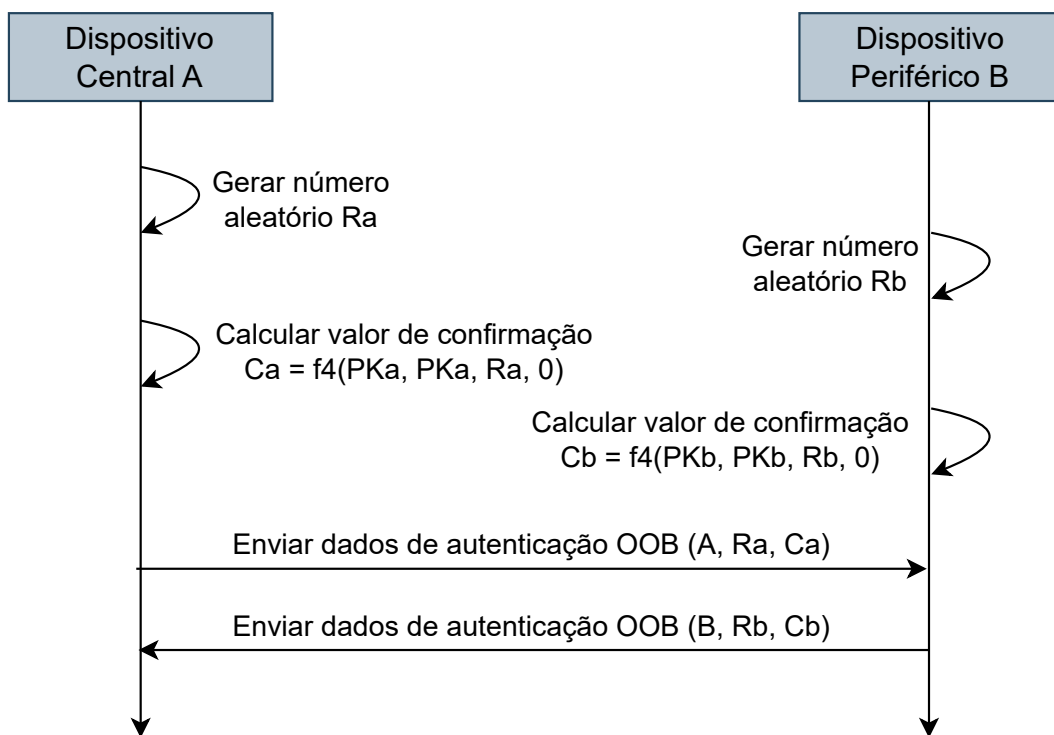 Dispositivo
Central A
Dispositivo
Periférico B
Gerar número
aleatório Ra
Gerar número
aleatório Rb
Calcular valor de confirmação
Ca = f4(PKa, PKa, Ra, 0)
Calcular valor de confirmação
Cb = f4(PKb, PKb, Rb, 0)
Enviar dados de autenticação OOB (A, Ra, Ca)
Enviar dados de autenticação OOB (B, Rb, Cb)